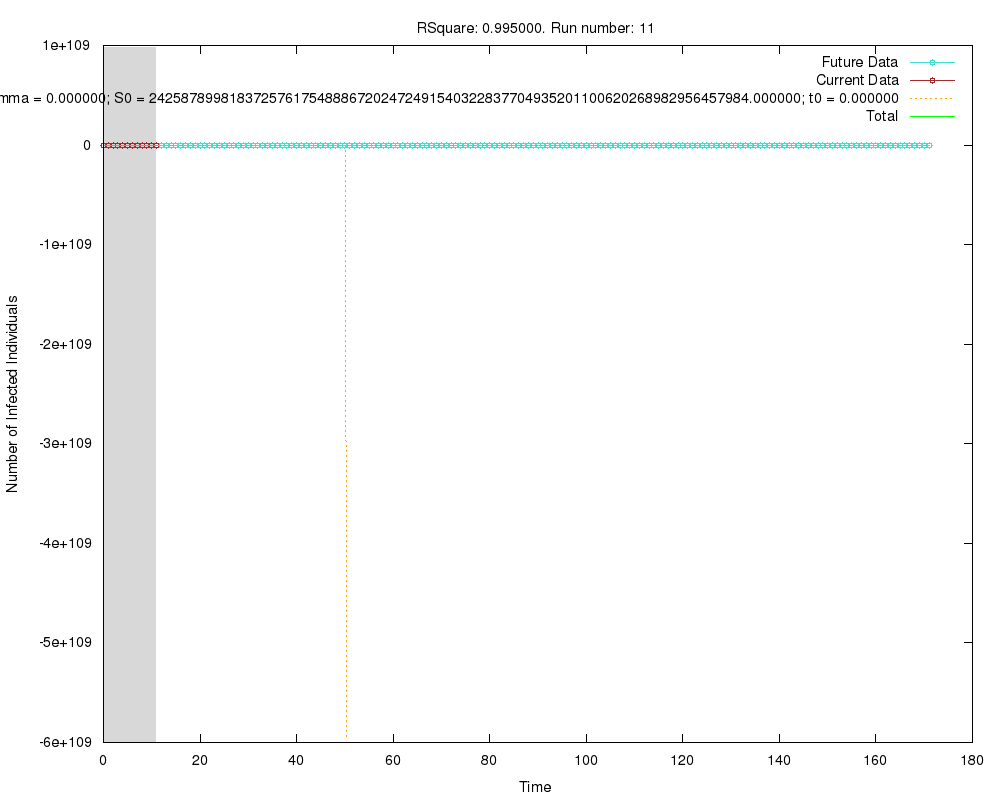 RSquare: 0.995000. Run number: 11
1e+109
Future Data
Current Data
mma = 0.000000; S0 = 24258789981837257617548886720247249154032283770493520110062026898295645798​4.000000; t0 = 0.000000
Total
0
-1e+109
-2e+109
-3e+109
-4e+109
-5e+109
-6e+109
Number of Infected Individuals
0 20 40 60 80 100 120 140 160 180
Time